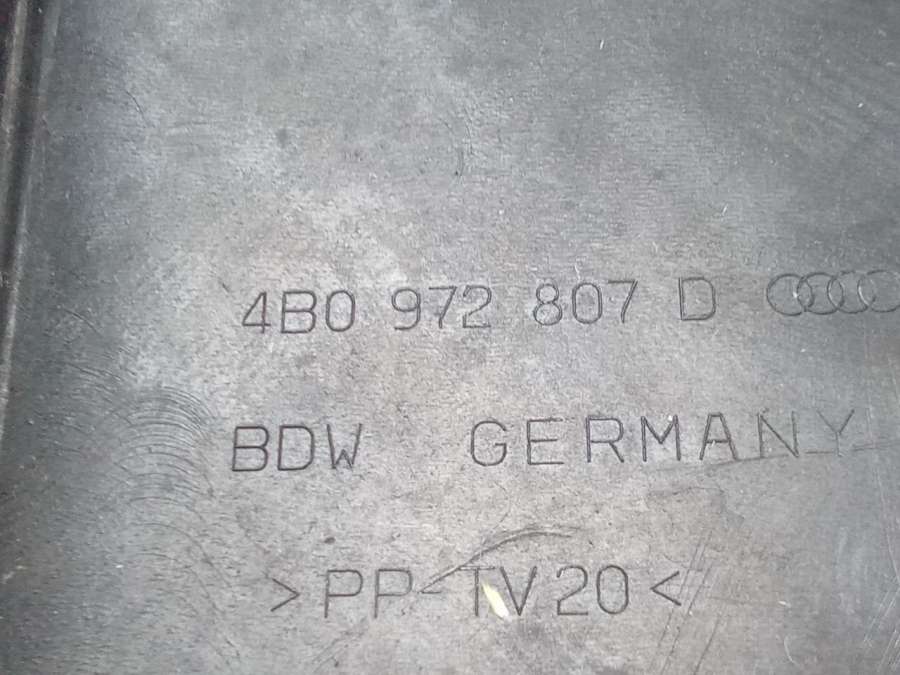 4B0 972 807 D
BDW GERMANY
>PP-TV20<